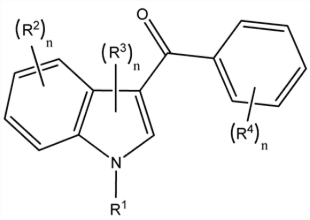 O
(R²)ₙ
(R³)ₙ
(R⁴)ₙ
N
R¹